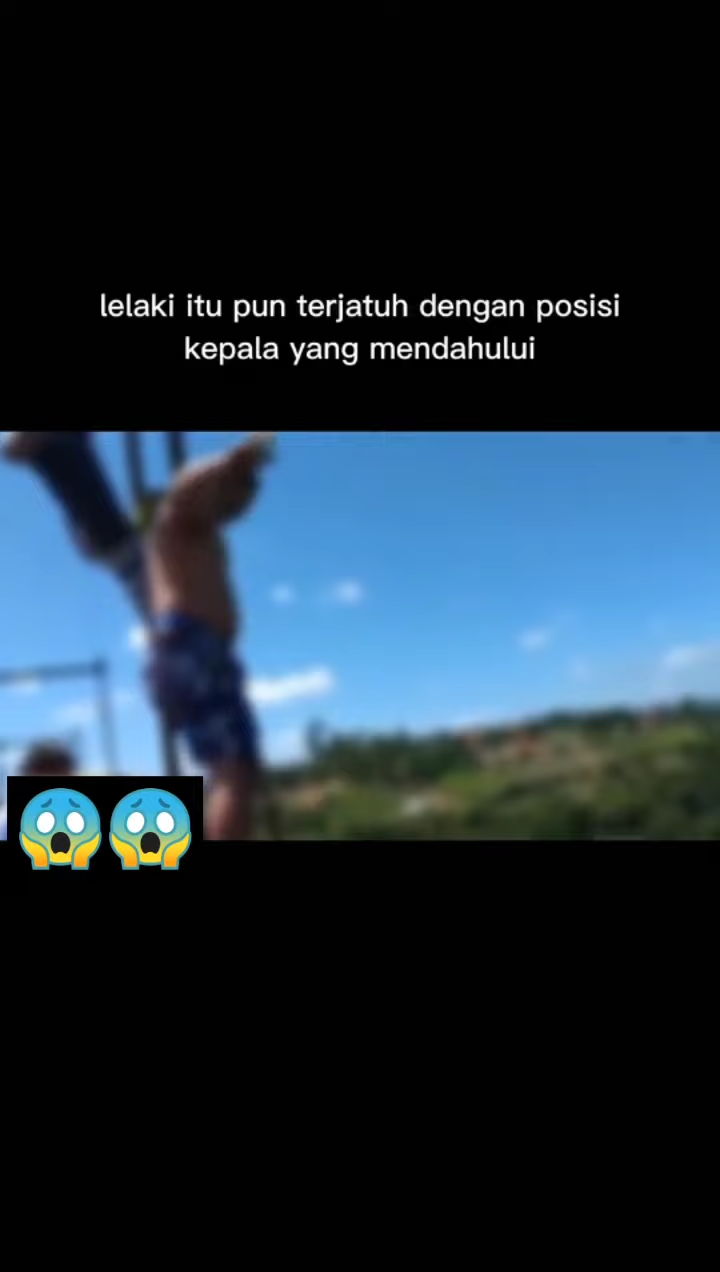 lelaki itu pun terjatuh dengan posisi
kepala yang mendahului